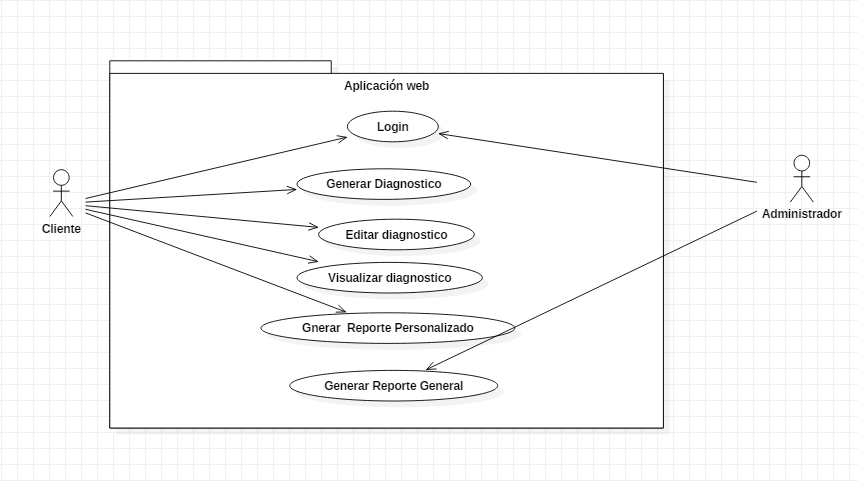 Aplicación web
Login
Generar Diagnostico
Cliente
Administrador
Editar diagnostico
Visualizar diagnostico
Gnerar  Reporte Personalizado
Generar Reporte General